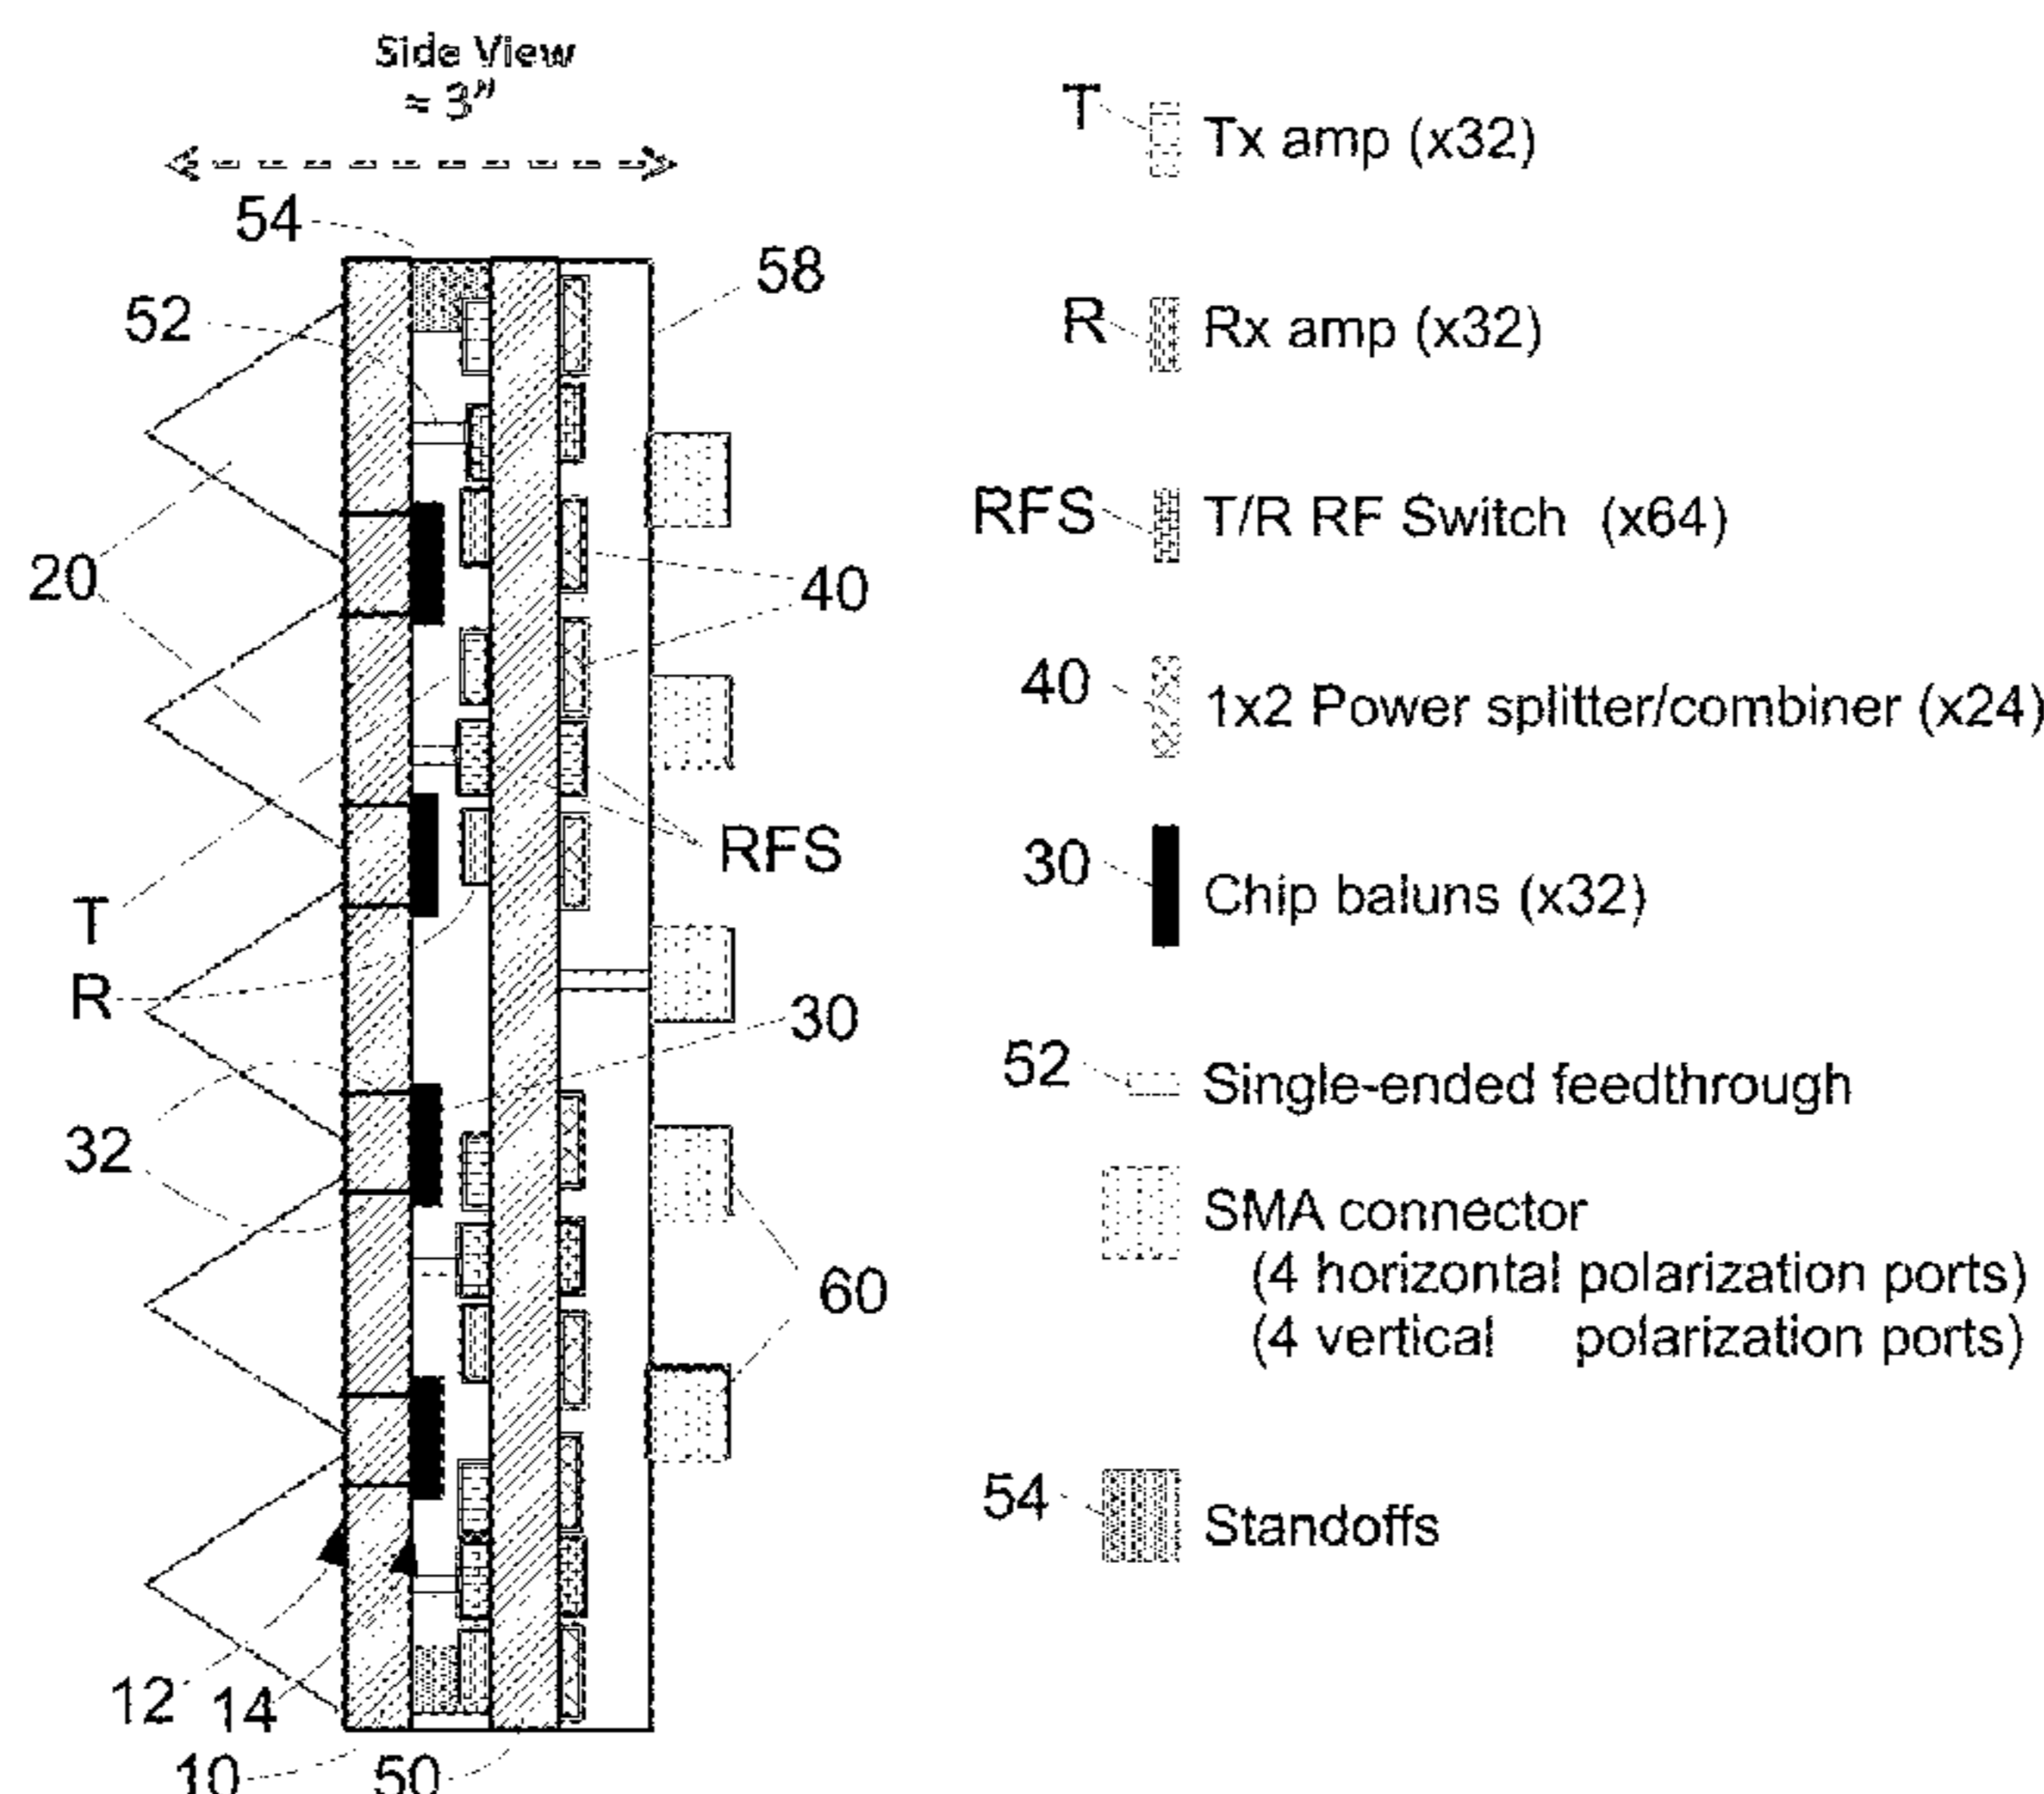 Side View
≈ 3”
54
52
58
20
40
RFS
T
R
30
32
60
12
14
10
50
T Tx amp (x32)
R Rx amp (x32)
RFS T/R RF Switch (x64)
40 1x2 Power splitter/combiner (x24)
30 Chip baluns (x32)
52 Single-ended feedthrough
SMA connector
(4 horizontal polarization ports)
(4 vertical polarization ports)
54 Standoffs